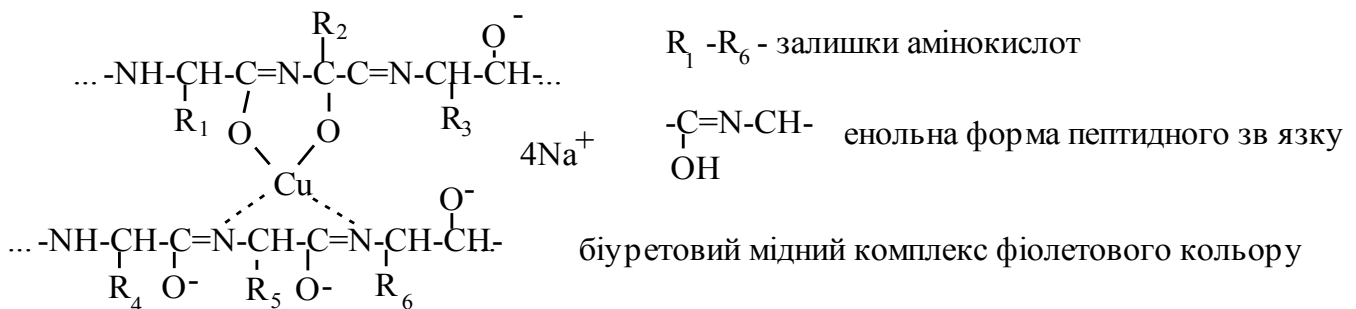 R2 O-
... -NH-CH-C=N-C-C=N-CH-CH-...
R1 O O R3
Cu
4Na+
O-
... -NH-CH-C=N-CH-C=N-CH-CH-
R4 O- R5 O- R6
R1 -R6 - залишки амінокислот
-C=N-CH- енольна форма пептидного зв язку
OH
біуретовий мідний комплекс фіолетового кольору